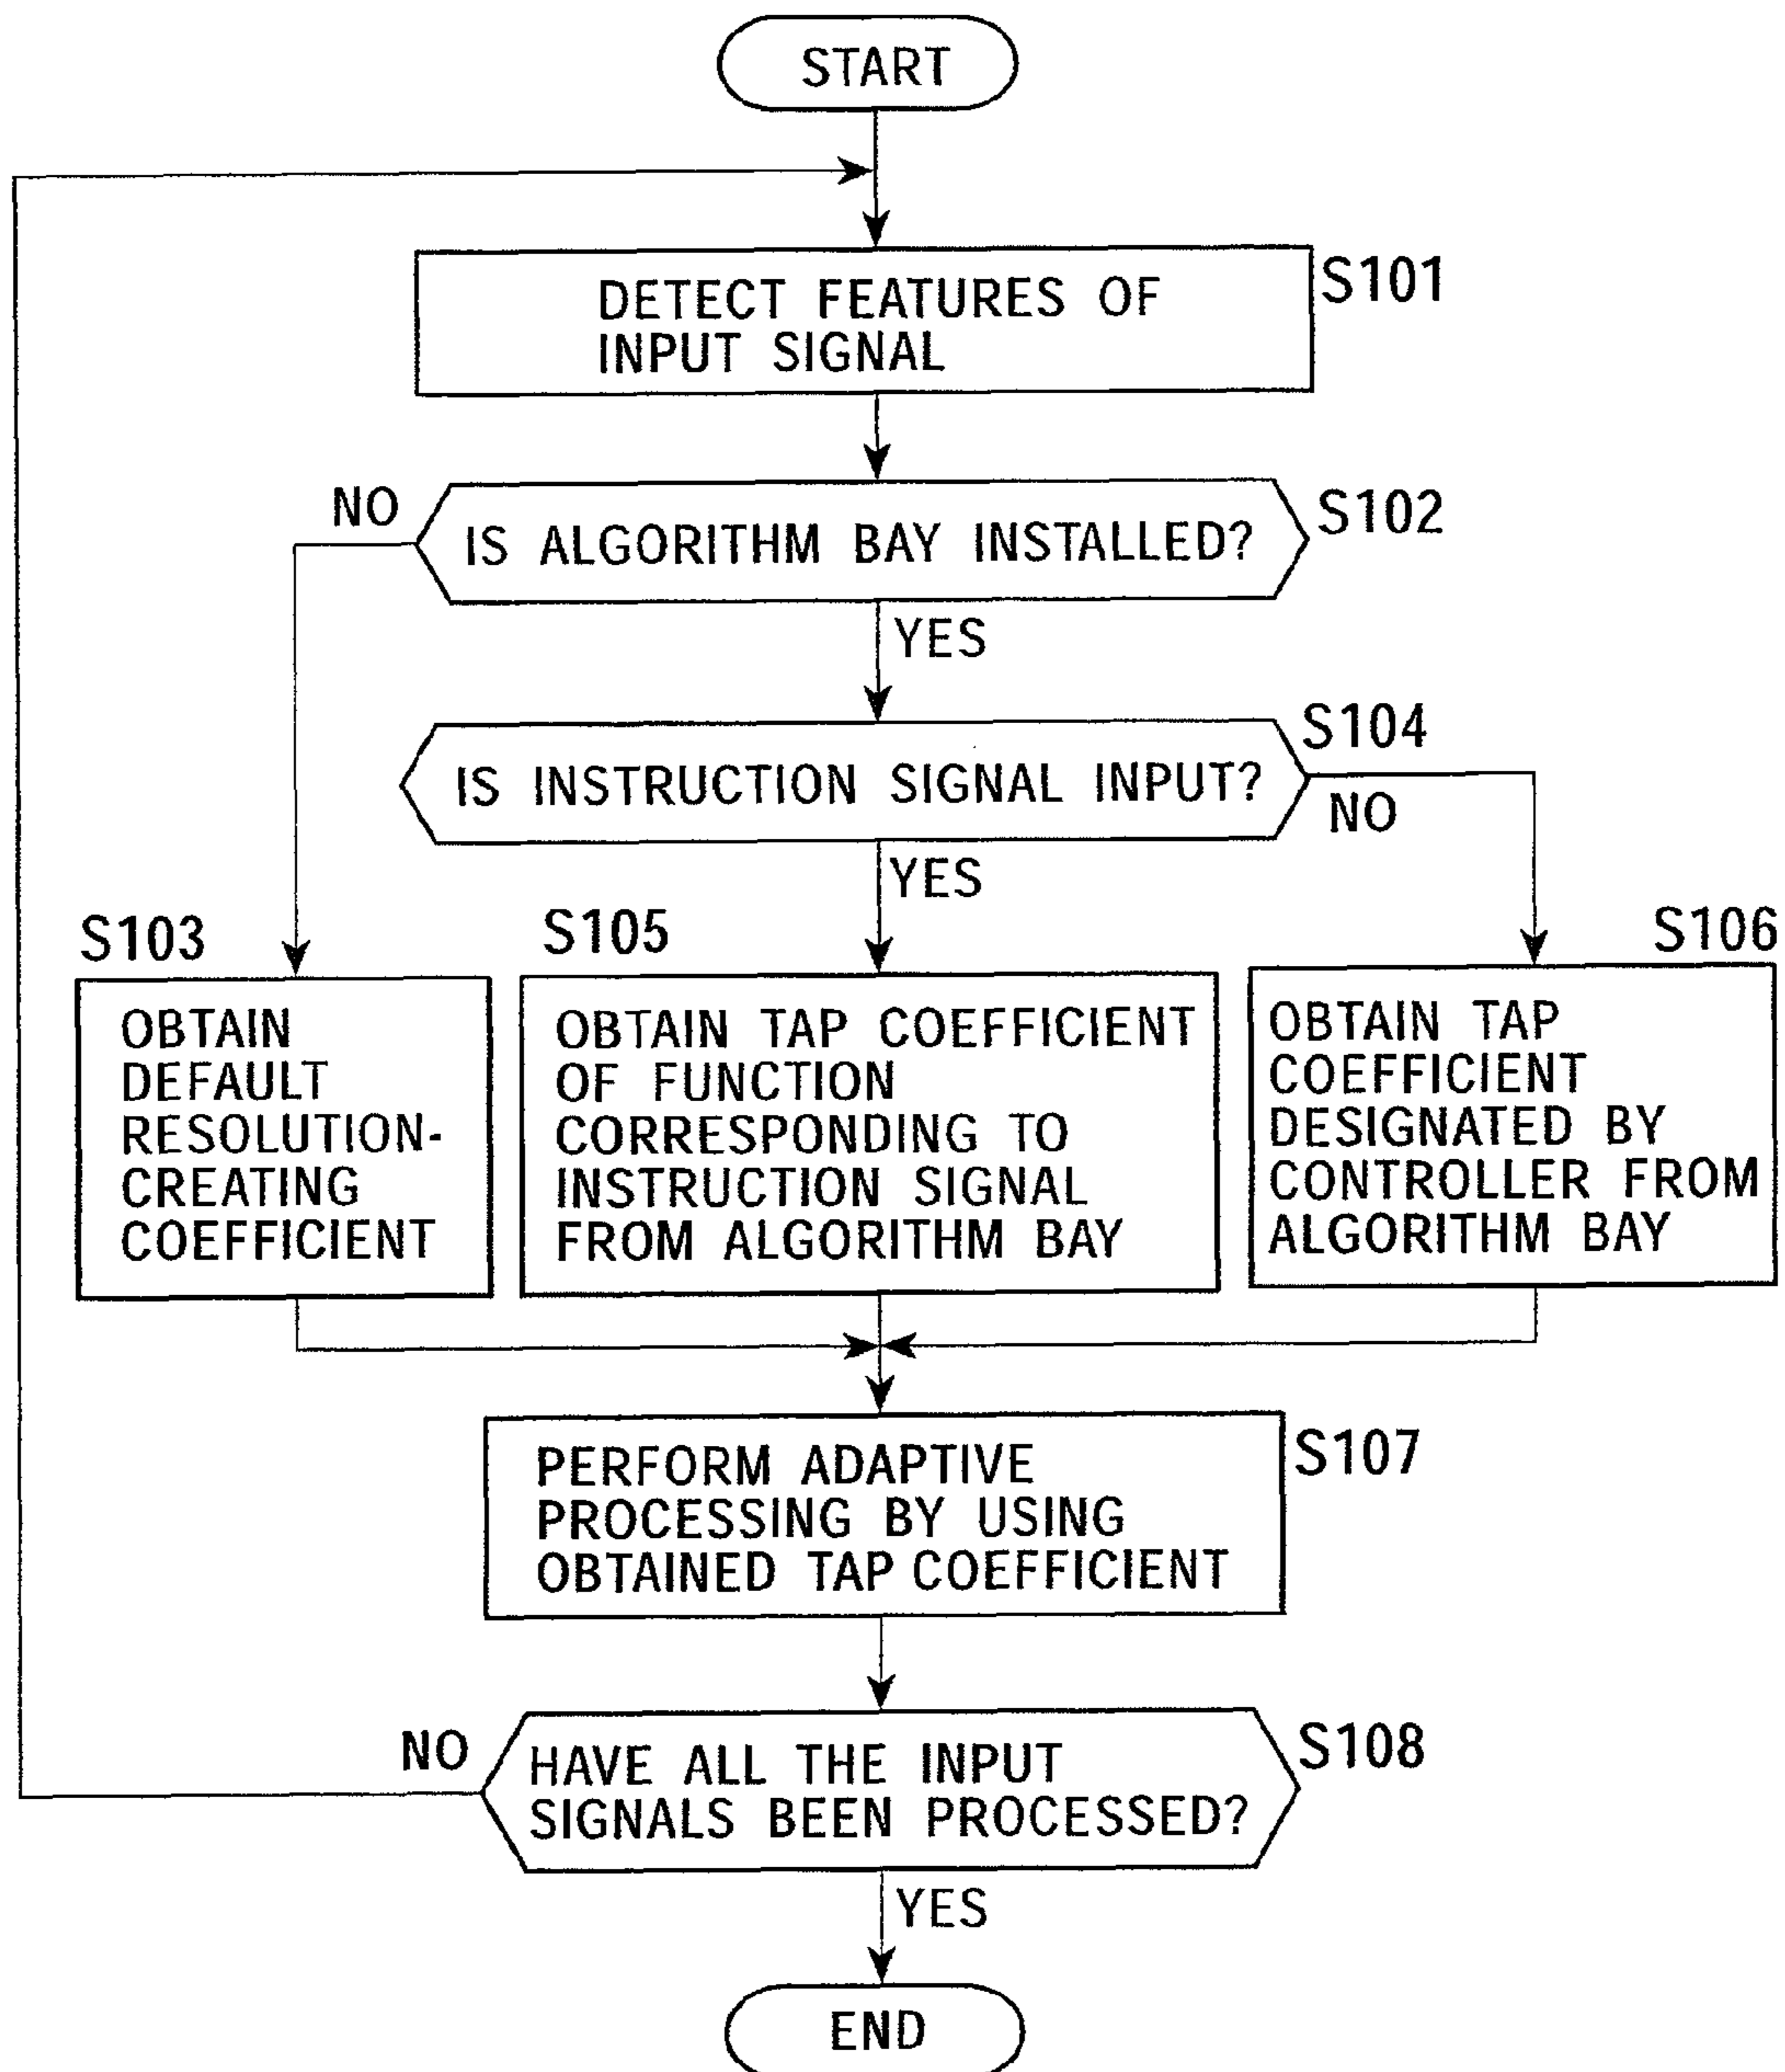 START
DETECT FEATURES OF
INPUT SIGNAL
S101
NO
IS ALGORITHM BAY INSTALLED?
S102
YES
IS INSTRUCTION SIGNAL INPUT?
S104
NO
YES
S103
OBTAIN
DEFAULT
RESOLUTION-
CREATING
COEFFICIENT
S105
OBTAIN TAP COEFFICIENT
OF FUNCTION
CORRESPONDING TO
INSTRUCTION SIGNAL
FROM ALGORITHM BAY
S106
OBTAIN TAP
COEFFICIENT
DESIGNATED BY
CONTROLLER FROM
ALGORITHM BAY
PERFORM ADAPTIVE
PROCESSING BY USING
OBTAINED TAP COEFFICIENT
S107
NO
HAVE ALL THE INPUT
SIGNALS BEEN PROCESSED?
S108
YES
END